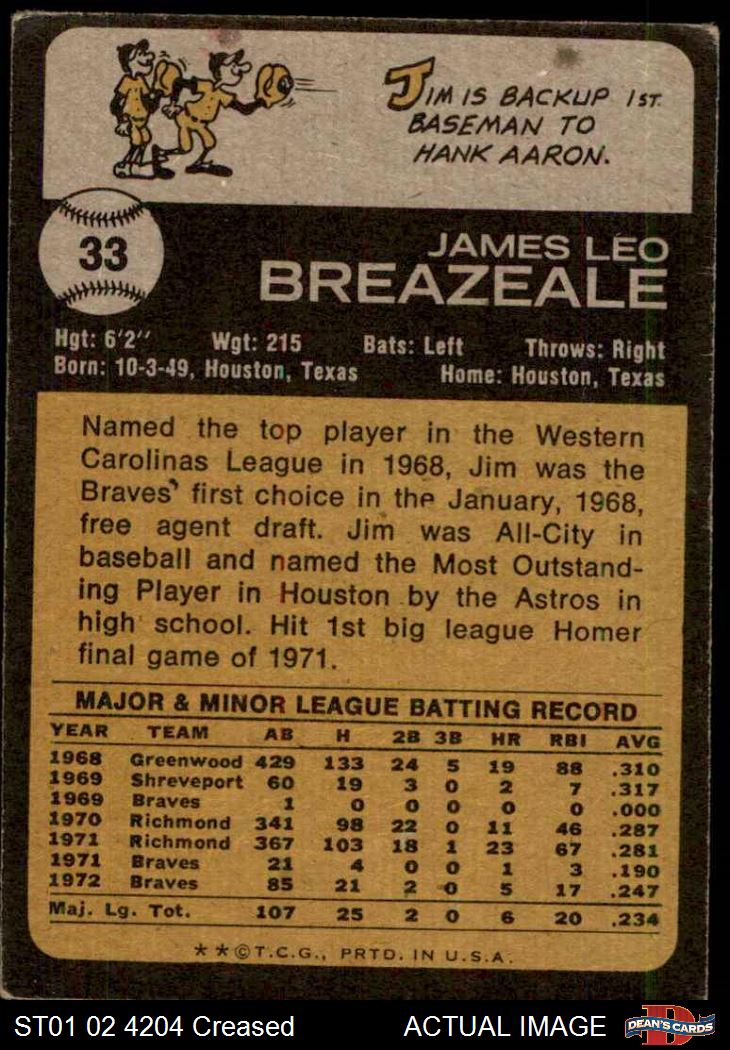 JIM IS BACKUP 1ST.
BASEMAN TO
HANK AARON.
33
JAMES LEO
BREAZEALE
Hgt: 6'2'' Wgt: 215 Bats: Left Throws: Right
Born: 10-3-49, Houston, Texas Home: Houston, Texas
Named the top player in the Western
Carolinas League in 1968, Jim was the
Braves' first choice in the January, 1968,
free agent draft. Jim was All-City in
baseball and named the Most Outstand-
ing Player in Houston by the Astros in
high school. Hit 1st big league Homer
final game of 1971.
MAJOR & MINOR LEAGUE BATTING RECORD
YEAR TEAM AB H 2B 3B HR RBI AVG
1968 Greenwood 429 133 24 5 19 88 .310
1969 Shreveport 60 19 3 0 2 7 .317
1969 Braves 1 0 0 0 0 0 .000
1970 Richmond 341 98 22 0 11 46 .287
1971 Richmond 367 103 18 1 23 67 .281
1971 Braves 21 4 0 0 1 3 .190
1972 Braves 85 21 2 0 5 17 .247
Maj. Lg. Tot. 107 25 2 0 6 20 .234
**©T.C.G., PRTD. IN U.S.A.
ST01 02 4204 Creased ACTUAL IMAGE D DEAN'S CARDS